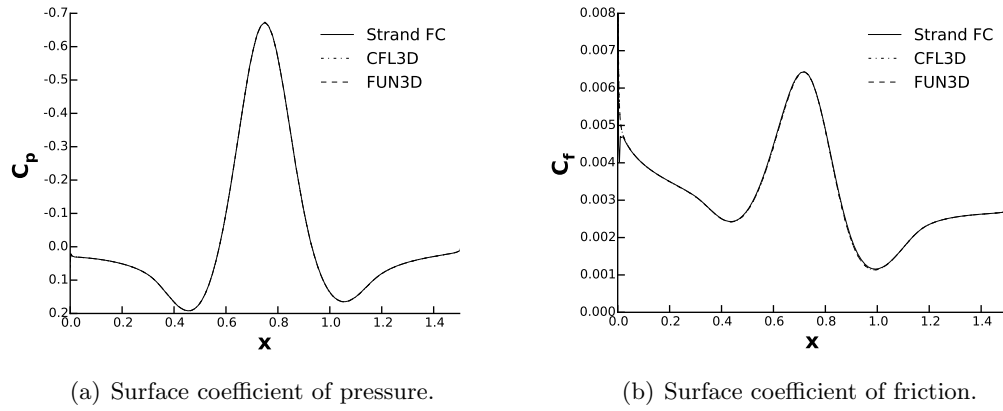 -0.7
-0.6
-0.5
-0.4
-0.3
-0.2
-0.1
0.0
0.1
0.2
0.0 0.2 0.4 0.6 0.8 1.0 1.2 1.4
x
Cp
Strand FC
CFL3D
FUN3D
(a) Surface coefficient of pressure.
0.008
0.007
0.006
0.005
0.004
0.003
0.002
0.001
0.000
0.0 0.2 0.4 0.6 0.8 1.0 1.2 1.4
x
Cf
Strand FC
CFL3D
FUN3D
(b) Surface coefficient of friction.